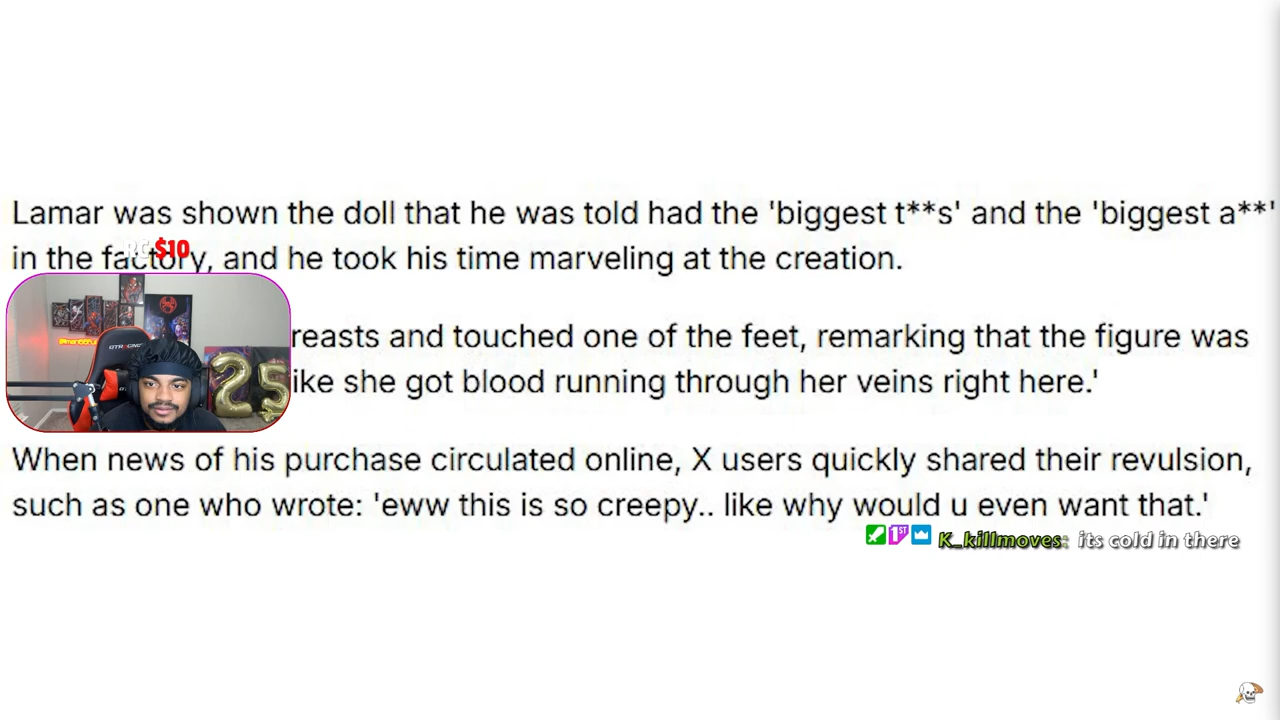 Lamar was shown the doll that he was told had the 'biggest t**s' and the 'biggest a**'
in the factory, and he took his time marveling at the creation.
RC $10
reasts and touched one of the feet, remarking that the figure was
ike she got blood running through her veins right here.'
GTRACING
25
When news of his purchase circulated online, X users quickly shared their revulsion,
such as one who wrote: 'eww this is so creepy.. like why would u even want that.'
1ST K_killmoves: its cold in there